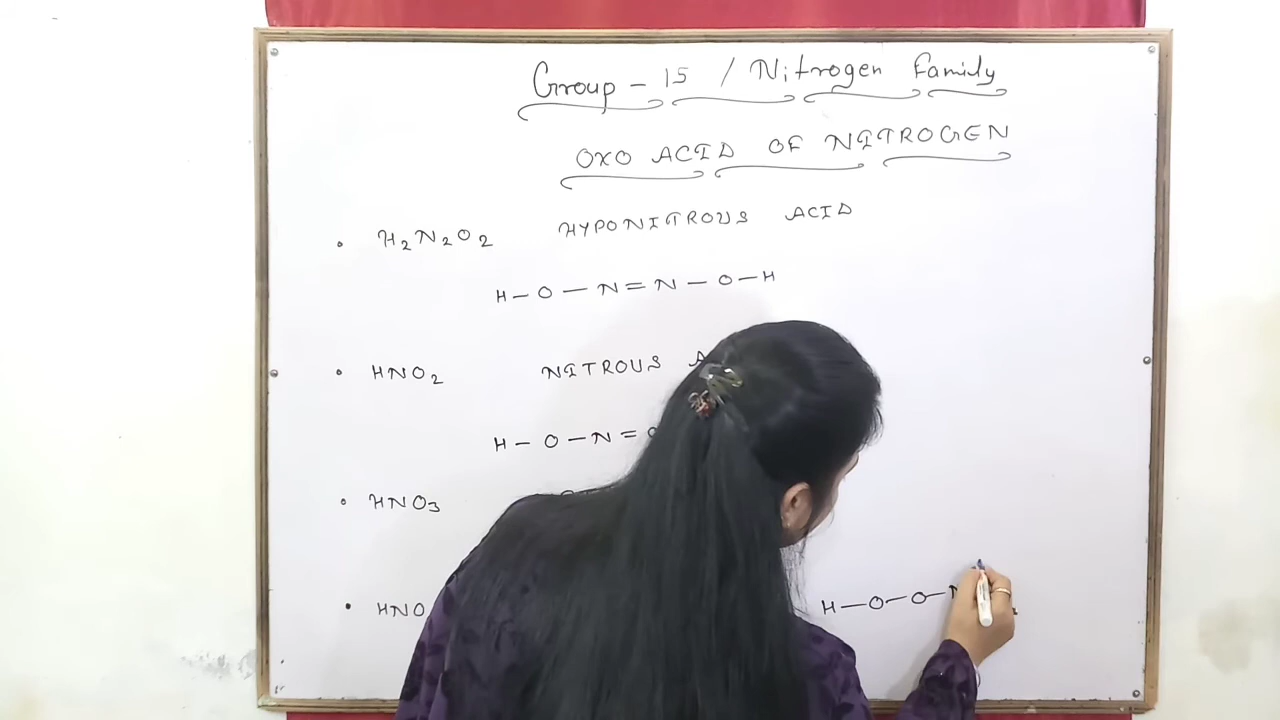 Group - 15 / Nitrogen Family
OXO ACID OF NITROGEN
• H2N2O2 HYPONITROUS ACID
H - O - N = N - O - H
• HNO2 NITROUS
H - O - N =
• HNO3
• HNO H - O - O - N